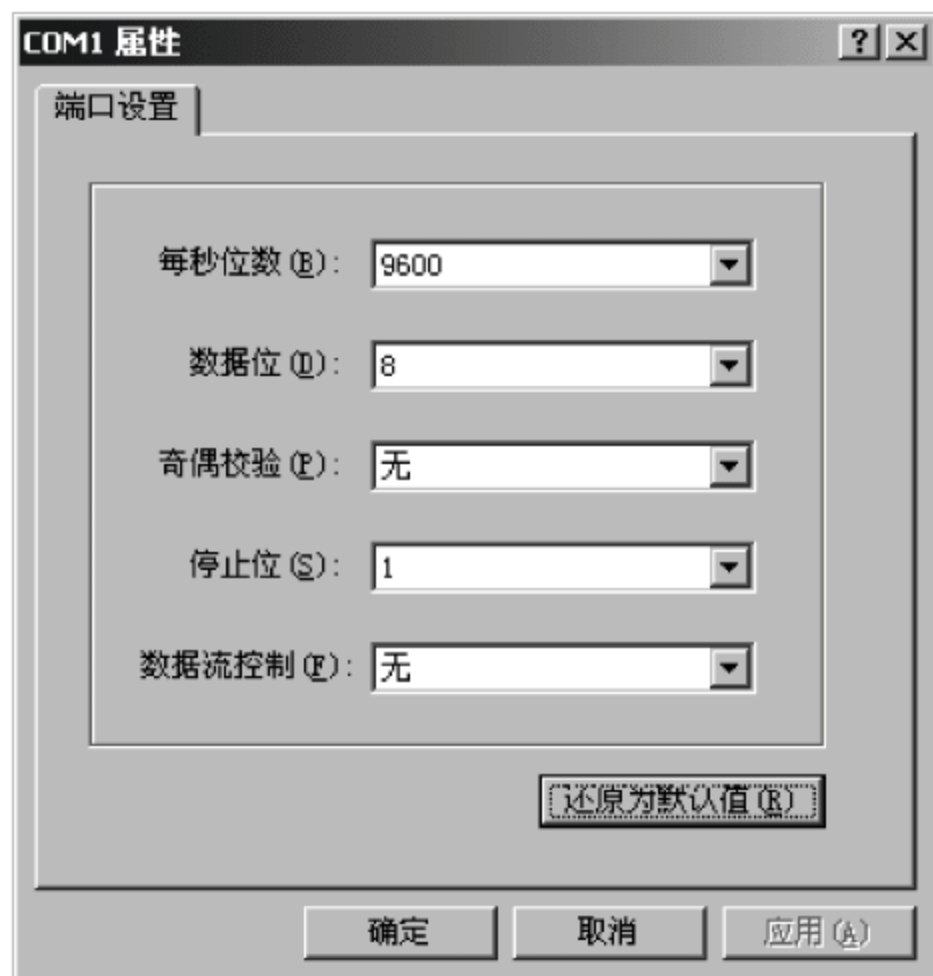 COM1 属性
端口设置
每秒位数(B): 9600
数据位(D): 8
奇偶校验(P): 无
停止位(S): 1
数据流控制(F): 无
还原为默认值(R)
确定 取消 应用(A)